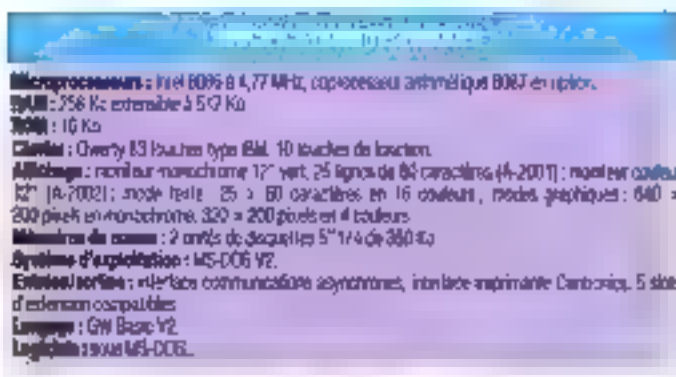 Microprocesseurs : Intel 8088 à 4,77 MHz, coprocesseur arithmétique 8087 en option.
RAM : 256 Ko extensible à 512 Ko
ROM : 16 Ko
Clavier : Qwerty 83 touches type IBM, 10 touches de fonction.
Affichage : moniteur monochrome 12" vert, 25 lignes de 80 caractères (A-2001) ; moniteur couleur
12" (A-2002) ; mode texte 25 x 80 caractères en 16 couleurs, modes graphiques : 640 x
200 pixels en monochrome, 320 x 200 pixels et 4 couleurs
Mémoires de masse : 2 unités de disquettes 5"1/4 de 360 Ko
Système d'exploitation : MS-DOS V2.
Entrées/sorties : interface communications asynchrones, interface imprimante Centronics, 5 slots
d'extension compatibles
Langage : GW Basic V2
Logiciels : sous MS-DOS.